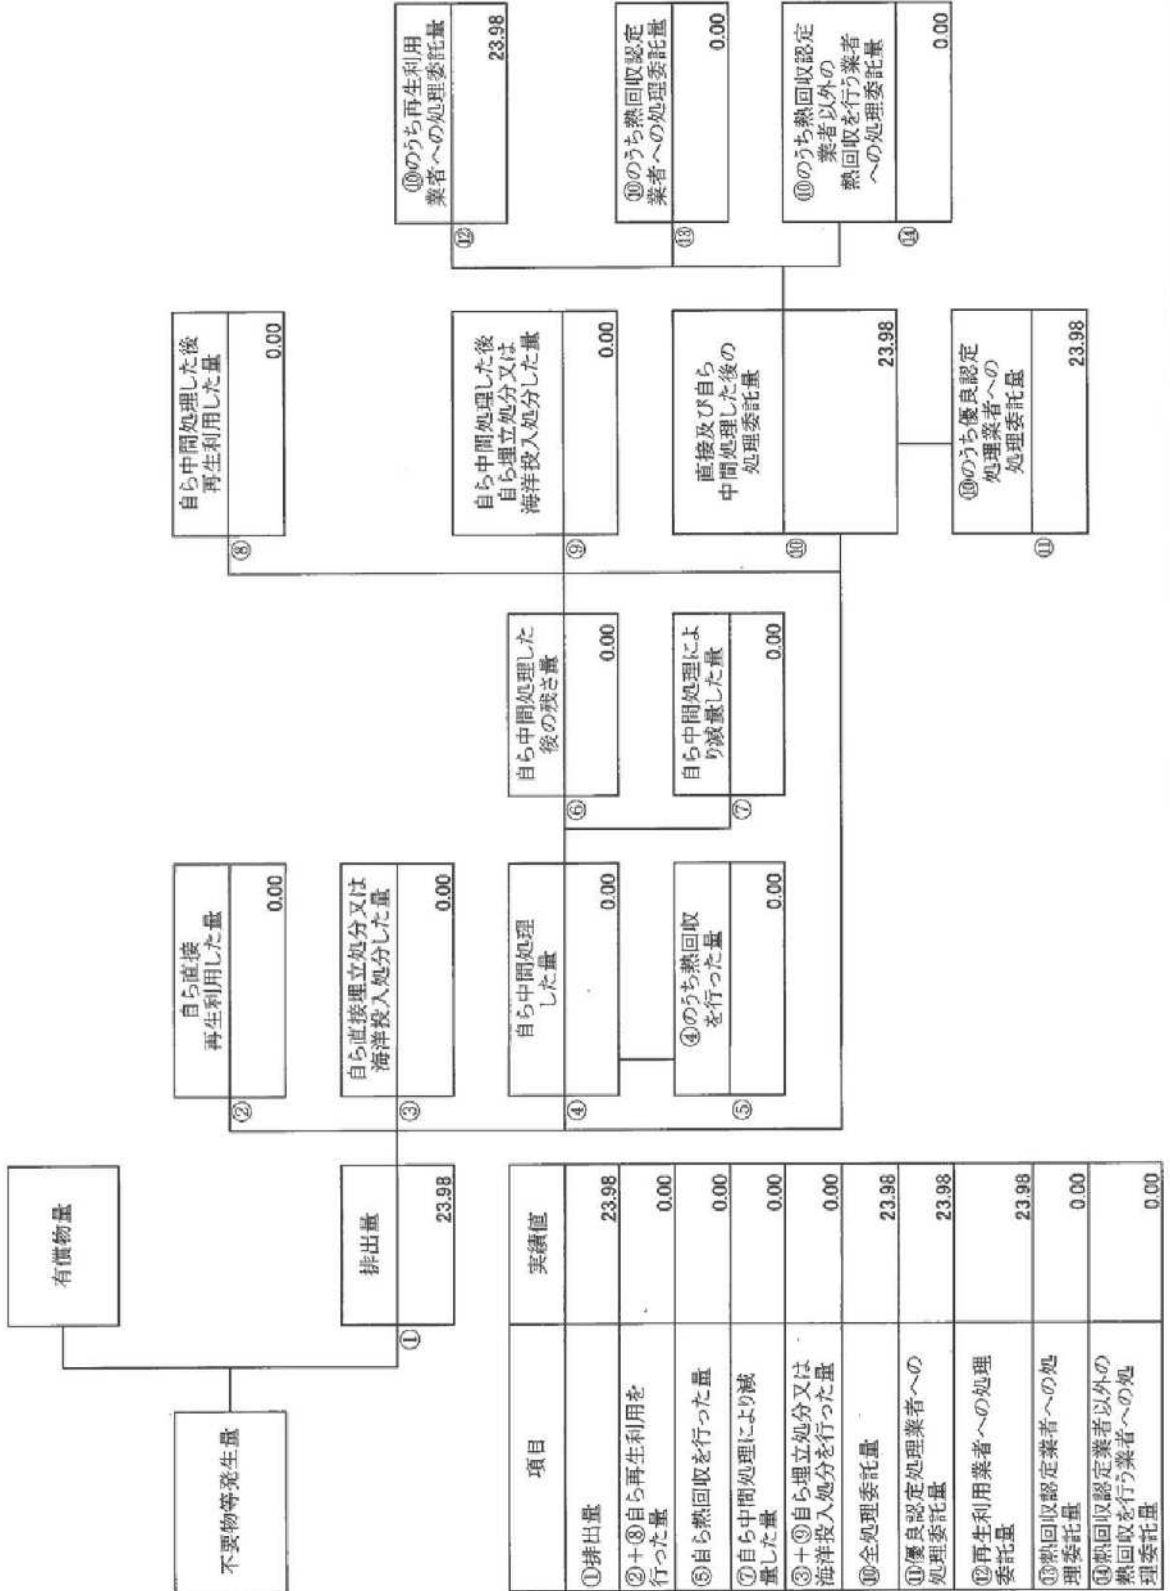 不要物等発生量
有償物量
①
排出量
23.98
②
自ら直接
再生利用した量
0.00
③
自ら直接埋立処分又は
海洋投入処分した量
0.00
④
自ら中間処理
した量
0.00
⑤
④のうち熱回収
を行った量
0.00
⑥
自ら中間処理した
後の残さ量
0.00
⑦
自ら中間処理によ
り減量した量
0.00
⑧
自ら中間処理した後
再生利用した量
0.00
⑨
自ら中間処理した後
自ら埋立処分又は
海洋投入処分した量
0.00
⑩
直接及び自ら
中間処理した後の
処理委託量
23.98
⑪
⑩のうち優良認定
処理業者への
処理委託量
23.98
⑫
⑩のうち再生利用
業者への処理委託量
23.98
⑬
⑩のうち熱回収認定
業者への処理委託量
0.00
⑭
⑩のうち熱回収認定
業者以外の
熱回収を行う業者
への処理委託量
0.00
項目 実績値
①排出量 23.98
②+⑧自ら再生利用を
行った量 0.00
⑤自ら熱回収を行った量 0.00
⑦自ら中間処理により減
量した量 0.00
③+⑨自ら埋立処分又は
海洋投入処分を行った量 0.00
⑩全処理委託量 23.98
⑪優良認定処理業者への
処理委託量 23.98
⑫再生利用業者への処理
委託量 23.98
⑬熱回収認定業者への処
理委託量 0.00
⑭熱回収認定業者以外の
熱回収を行う業者への処
理委託量 0.00